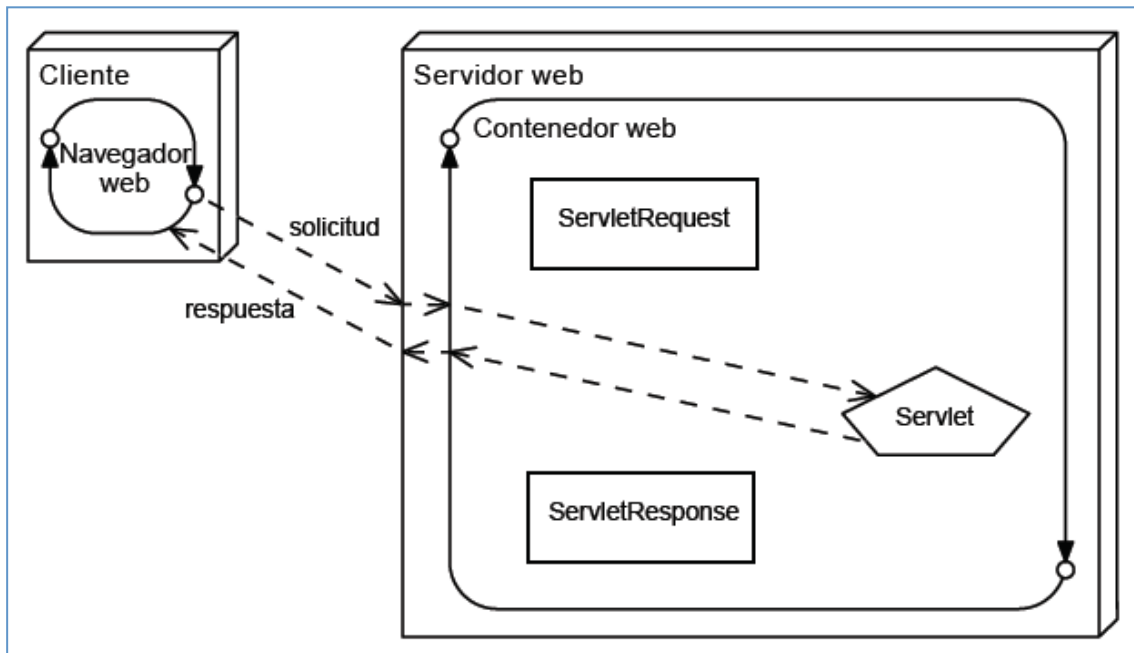 Cliente
Navegador
web
solicitud
respuesta
Servidor web
Contenedor web
ServletRequest
Servlet
ServletResponse